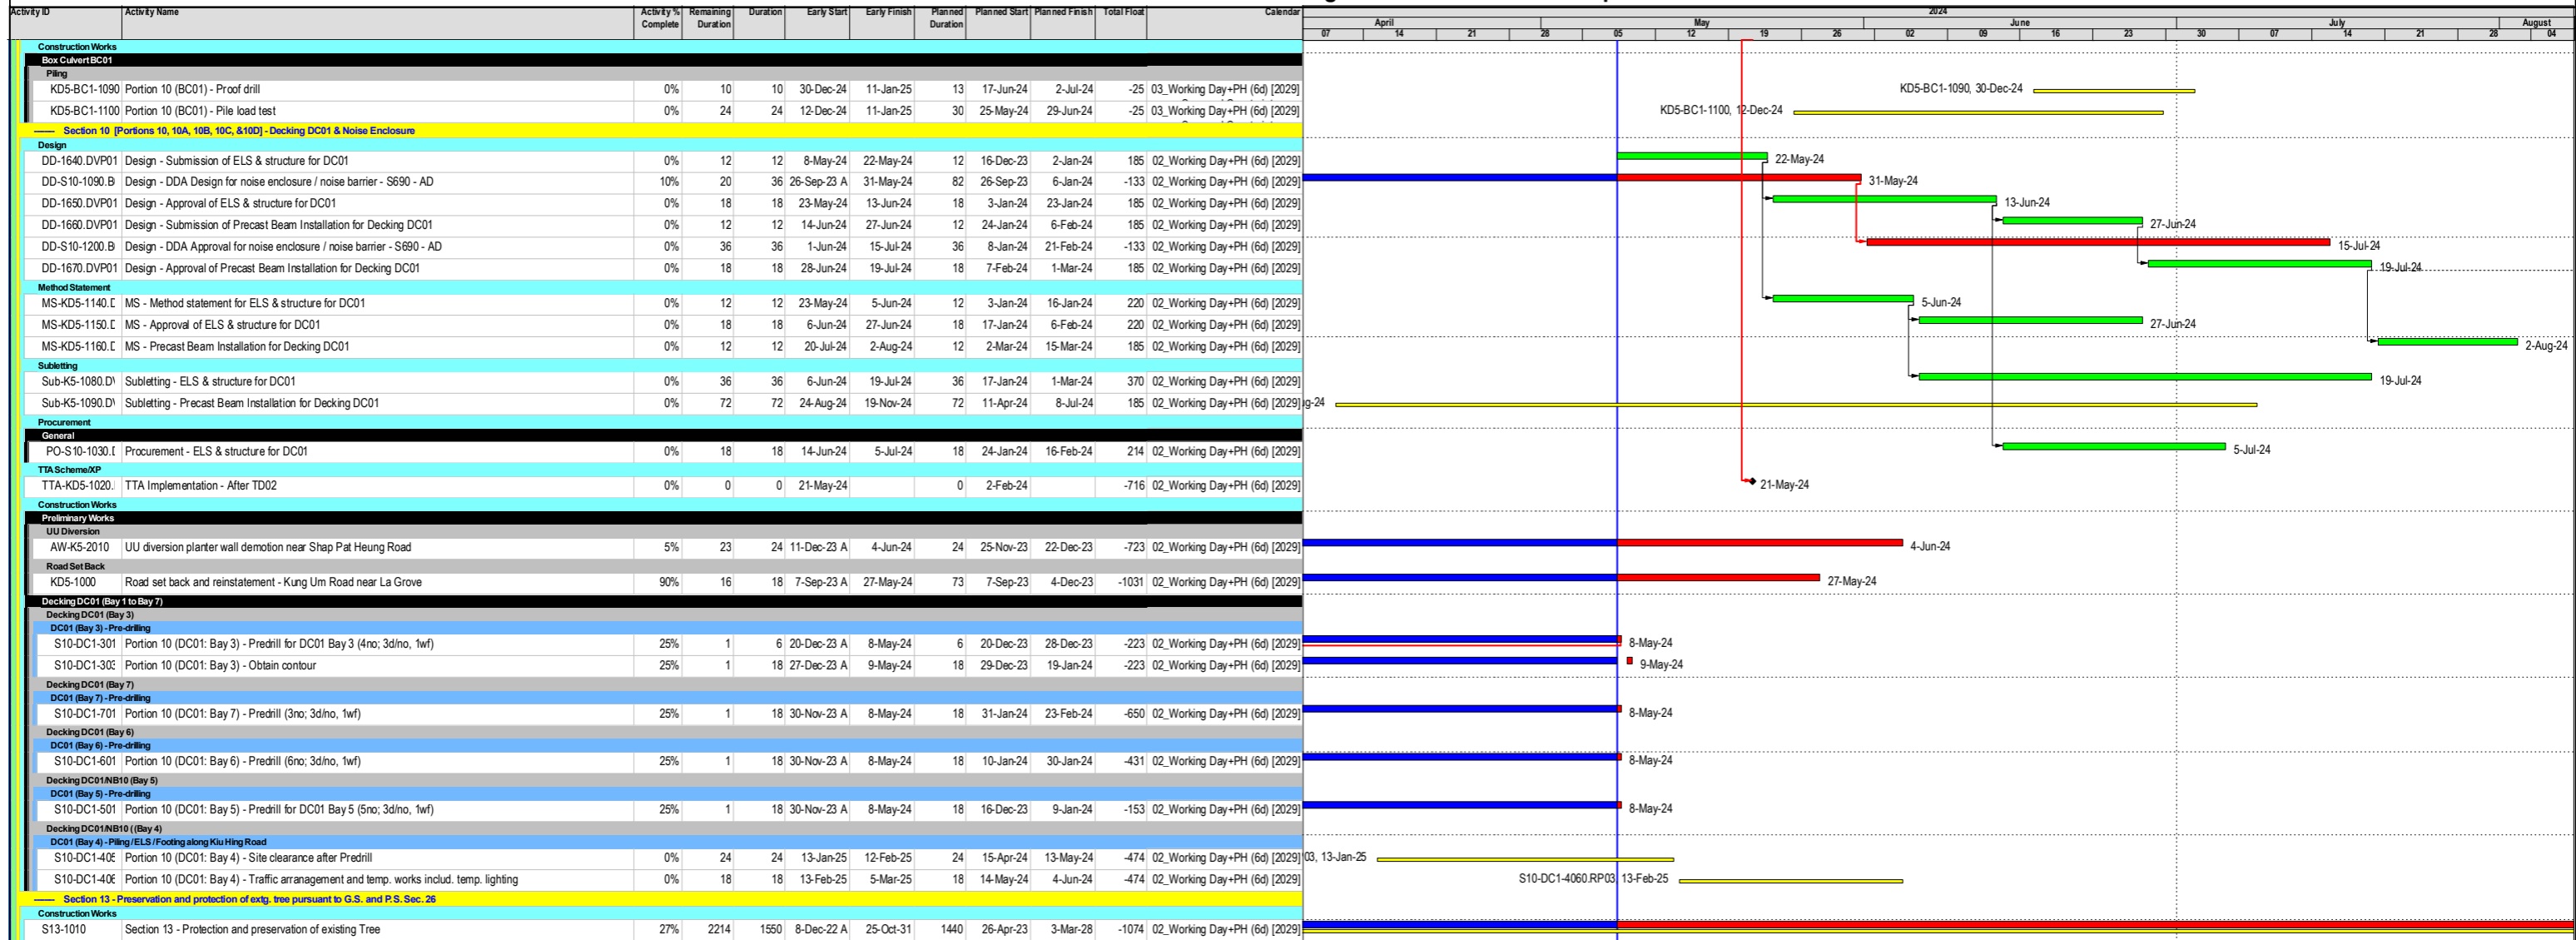 Activity ID Activity Name Activity % Complete Remaining Duration Duration Early Start Early Finish Planned Duration Planned Start Planned Finish Total Float Calendar
2024
April May June July August
07 14 21 28 05 12 19 26 02 09 16 23 30 07 14 21 28 04
Construction Works
Box Culvert BC01
Piling
KD5-BC1-1090 Portion 10 (BC01) - Proof drill 0% 10 10 30-Dec-24 11-Jan-25 13 17-Jun-24 2-Jul-24 -25 03_Working Day+PH (6d) [2029] KD5-BC1-1090, 30-Dec-24
KD5-BC1-1100 Portion 10 (BC01) - Pile load test 0% 24 24 12-Dec-24 11-Jan-25 30 25-May-24 29-Jun-24 -25 03_Working Day+PH (6d) [2029] KD5-BC1-1100, 12-Dec-24
Section 10 [Portions 10, 10A, 10B, 10C, &10D] - Decking DC01 & Noise Enclosure
Design
DD-1640.DVP01 Design - Submission of ELS & structure for DC01 0% 12 12 8-May-24 22-May-24 12 16-Dec-23 2-Jan-24 185 02_Working Day+PH (6d) [2029] 22-May-24
DD-S10-1090.B Design - DDA Design for noise enclosure / noise barrier - S690 - AD 10% 20 36 26-Sep-23 A 31-May-24 82 26-Sep-23 6-Jan-24 -133 02_Working Day+PH (6d) [2029] 31-May-24
DD-1650.DVP01 Design - Approval of ELS & structure for DC01 0% 18 18 23-May-24 13-Jun-24 18 3-Jan-24 23-Jan-24 185 02_Working Day+PH (6d) [2029] 13-Jun-24
DD-1660.DVP01 Design - Submission of Precast Beam Installation for Decking DC01 0% 12 12 14-Jun-24 27-Jun-24 12 24-Jan-24 6-Feb-24 185 02_Working Day+PH (6d) [2029] 27-Jun-24
DD-S10-1200.B Design - DDA Approval for noise enclosure / noise barrier - S690 - AD 0% 36 36 1-Jun-24 15-Jul-24 36 8-Jan-24 21-Feb-24 -133 02_Working Day+PH (6d) [2029] 15-Jul-24
DD-1670.DVP01 Design - Approval of Precast Beam Installation for Decking DC01 0% 18 18 28-Jun-24 19-Jul-24 18 7-Feb-24 1-Mar-24 185 02_Working Day+PH (6d) [2029] 19-Jul-24
Method Statement
MS-KD5-1140.D MS - Method statement for ELS & structure for DC01 0% 12 12 23-May-24 5-Jun-24 12 3-Jan-24 16-Jan-24 220 02_Working Day+PH (6d) [2029] 5-Jun-24
MS-KD5-1150.D MS - Approval of ELS & structure for DC01 0% 18 18 6-Jun-24 27-Jun-24 18 17-Jan-24 6-Feb-24 220 02_Working Day+PH (6d) [2029] 27-Jun-24
MS-KD5-1160.D MS - Precast Beam Installation for Decking DC01 0% 12 12 20-Jul-24 2-Aug-24 12 2-Mar-24 15-Mar-24 185 02_Working Day+PH (6d) [2029] 2-Aug-24
Subletting
Sub-K5-1080.DV Subletting - ELS & structure for DC01 0% 36 36 6-Jun-24 19-Jul-24 36 17-Jan-24 1-Mar-24 370 02_Working Day+PH (6d) [2029] 19-Jul-24
Sub-K5-1090.DV Subletting - Precast Beam Installation for Decking DC01 0% 72 72 24-Aug-24 19-Nov-24 72 11-Apr-24 8-Jul-24 185 02_Working Day+PH (6d) [2029] g-24
Procurement
General
PO-S10-1030.D Procurement - ELS & structure for DC01 0% 18 18 14-Jun-24 5-Jul-24 18 24-Jan-24 16-Feb-24 214 02_Working Day+PH (6d) [2029] 5-Jul-24
TTA Scheme/XP
TTA-KD5-1020. TTA Implementation - After TD02 0% 0 0 21-May-24 0 2-Feb-24 -716 02_Working Day+PH (6d) [2029] 21-May-24
Construction Works
Preliminary Works
UU Diversion
AW-K5-2010 UU diversion planter wall demotion near Shap Pat Heung Road 5% 23 24 11-Dec-23 A 4-Jun-24 24 25-Nov-23 22-Dec-23 -723 02_Working Day+PH (6d) [2029] 4-Jun-24
Road Set Back
KD5-1000 Road set back and reinstatement - Kung Um Road near La Grove 90% 16 18 7-Sep-23 A 27-May-24 73 7-Sep-23 4-Dec-23 -1031 02_Working Day+PH (6d) [2029] 27-May-24
Decking DC01 (Bay 1 to Bay 7)
Decking DC01 (Bay 3)
DC01 (Bay 3) - Pre-drilling
S10-DC1-301 Portion 10 (DC01: Bay 3) - Predrill for DC01 Bay 3 (4no; 3d/no, 1wf) 25% 1 6 20-Dec-23 A 8-May-24 6 20-Dec-23 28-Dec-23 -223 02_Working Day+PH (6d) [2029] 8-May-24
S10-DC1-303 Portion 10 (DC01: Bay 3) - Obtain contour 25% 1 18 27-Dec-23 A 9-May-24 18 29-Dec-23 19-Jan-24 -223 02_Working Day+PH (6d) [2029] 9-May-24
Decking DC01 (Bay 7)
DC01 (Bay 7) - Pre-drilling
S10-DC1-701 Portion 10 (DC01: Bay 7) - Predrill (3no; 3d/no, 1wf) 25% 1 18 30-Nov-23 A 8-May-24 18 31-Jan-24 23-Feb-24 -650 02_Working Day+PH (6d) [2029] 8-May-24
Decking DC01 (Bay 6)
DC01 (Bay 6) - Pre-drilling
S10-DC1-601 Portion 10 (DC01: Bay 6) - Predrill (6no; 3d/no, 1wf) 25% 1 18 30-Nov-23 A 8-May-24 18 10-Jan-24 30-Jan-24 -431 02_Working Day+PH (6d) [2029] 8-May-24
Decking DC01/NB10 (Bay 5)
DC01 (Bay 5) - Pre-drilling
S10-DC1-501 Portion 10 (DC01: Bay 5) - Predrill for DC01 Bay 5 (5no; 3d/no, 1wf) 25% 1 18 30-Nov-23 A 8-May-24 18 16-Dec-23 9-Jan-24 -153 02_Working Day+PH (6d) [2029] 8-May-24
Decking DC01/NB10 ((Bay 4)
DC01 (Bay 4) - Piling / ELS / Footing along Kiu Hing Road
S10-DC1-405 Portion 10 (DC01: Bay 4) - Site clearance after Predrill 0% 24 24 13-Jan-25 12-Feb-25 24 15-Apr-24 13-May-24 -474 02_Working Day+PH (6d) [2029] 03, 13-Jan-25
S10-DC1-406 Portion 10 (DC01: Bay 4) - Traffic arranagement and temp. works includ. temp. lighting 0% 18 18 13-Feb-25 5-Mar-25 18 14-May-24 4-Jun-24 -474 02_Working Day+PH (6d) [2029] S10-DC1-4060.RP03, 13-Feb-25
Section 13 - Preservation and protection of extg. tree pursuant to G.S. and P.S. Sec. 26
Construction Works
S13-1010 Section 13 - Protection and preservation of existing Tree 27% 2214 1550 8-Dec-22 A 25-Oct-31 1440 26-Apr-23 3-Mar-28 -1074 02_Working Day+PH (6d) [2029]